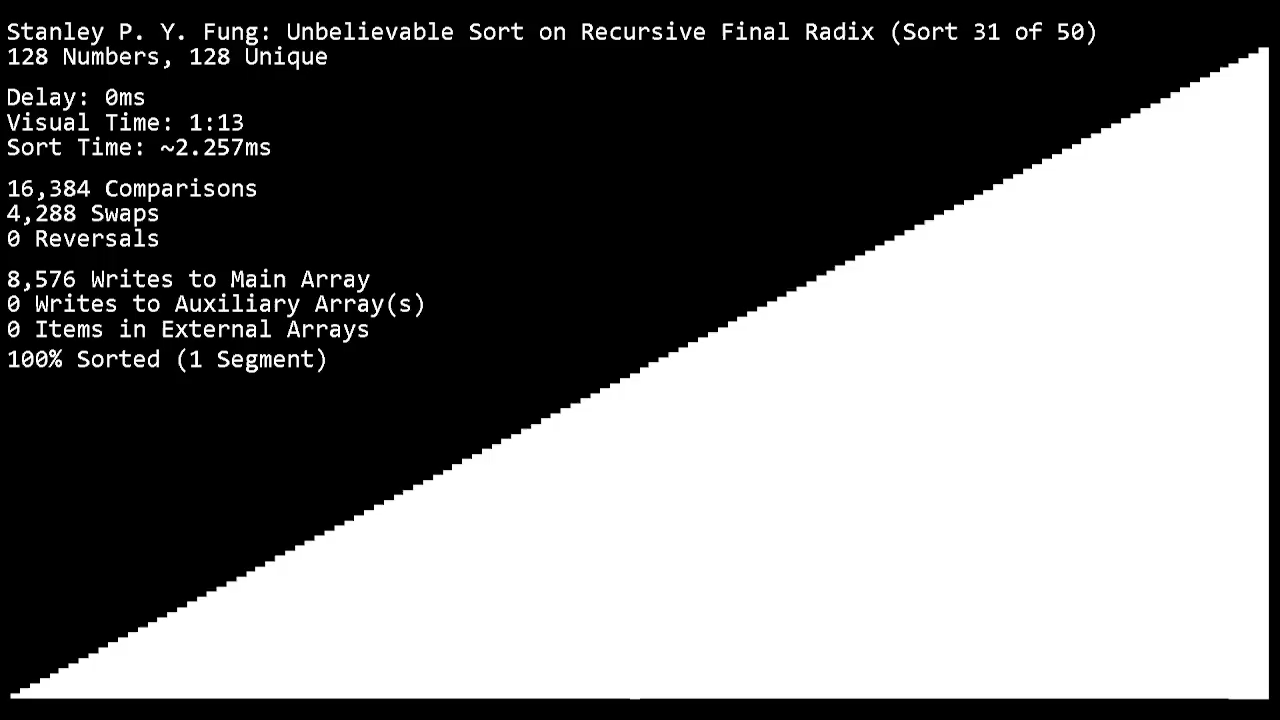 Stanley P. Y. Fung: Unbelievable Sort on Recursive Final Radix (Sort 31 of 50)
128 Numbers, 128 Unique
Delay: 0ms
Visual Time: 1:13
Sort Time: ~2.257ms
16,384 Comparisons
4,288 Swaps
0 Reversals
8,576 Writes to Main Array
0 Writes to Auxiliary Array(s)
0 Items in External Arrays
100% Sorted (1 Segment)